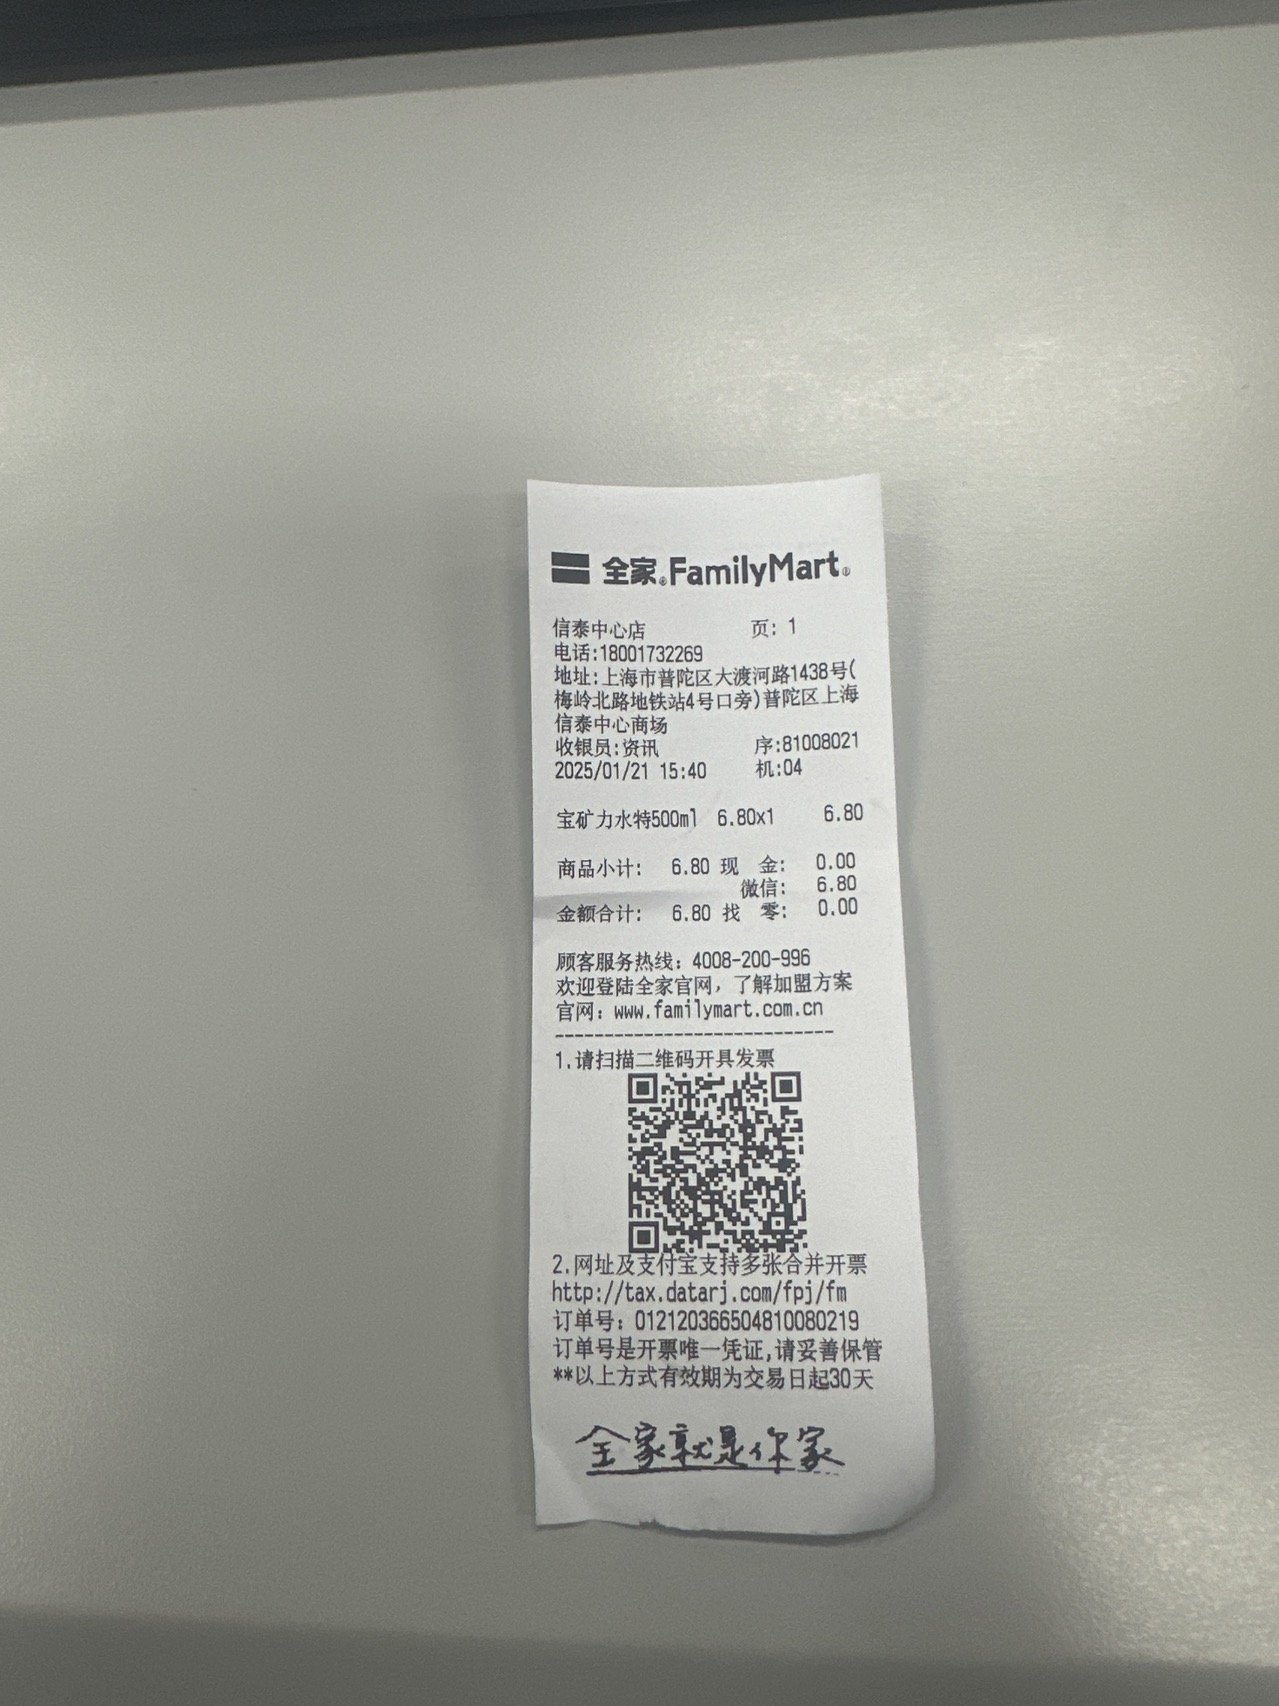 全家®FamilyMart®
信泰中心店 页: 1
电话:18001732269
地址:上海市普陀区大渡河路1438号(
梅岭北路地铁站4号口旁)普陀区上海
信泰中心商场
收银员:资讯 序:81008021
2025/01/21 15:40 机:04
宝矿力水特500ml 6.80x1 6.80
商品小计: 6.80 现 金: 0.00
微信: 6.80
金额合计: 6.80 找 零: 0.00
顾客服务热线: 4008-200-996
欢迎登陆全家官网, 了解加盟方案
官网: www.familymart.com.cn
----------------------------
1.请扫描二维码开具发票
2.网址及支付宝支持多张合并开票
http://tax.datarj.com/fpj/fm
订单号: 012120366504810080219
订单号是开票唯一凭证,请妥善保管
**以上方式有效期为交易日起30天
全家就是你家